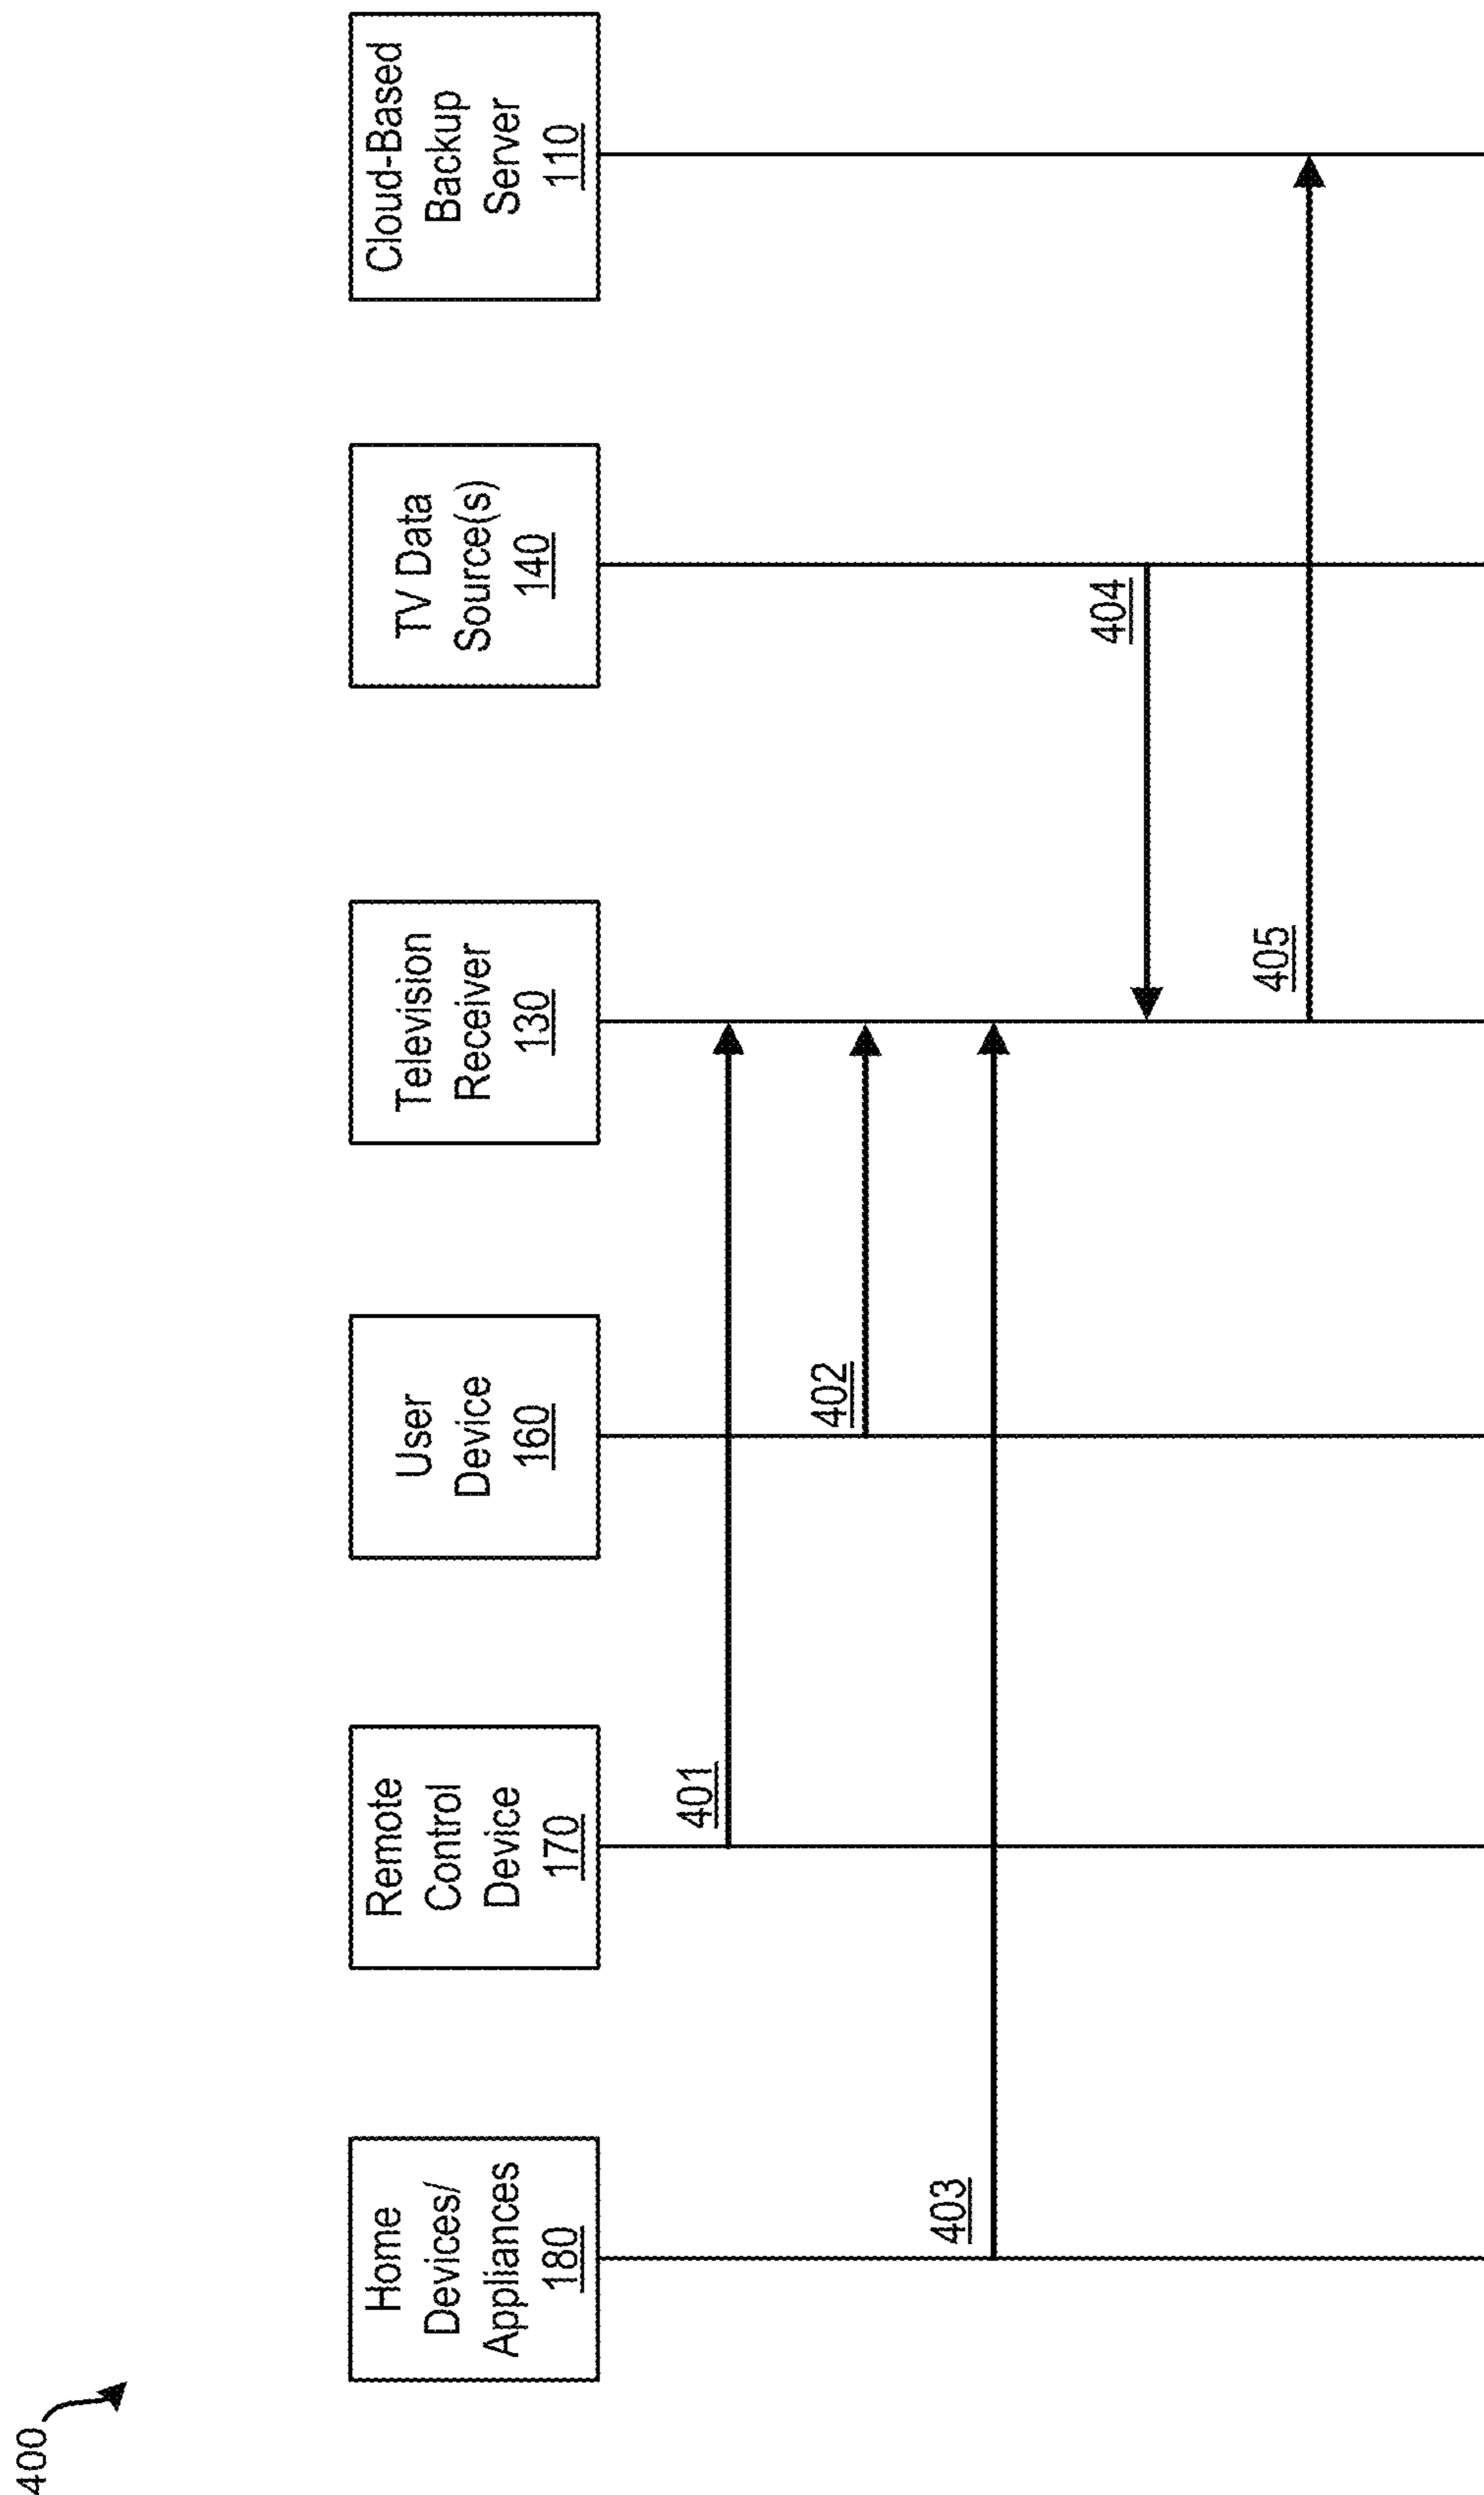 400
Home
Devices/
Appliances
180
Remote
Control
Device
170
User
Device
160
Television
Receiver
130
TV Data
Source(s)
140
Cloud-Based
Backup
Server
110
401
402
403
404
405